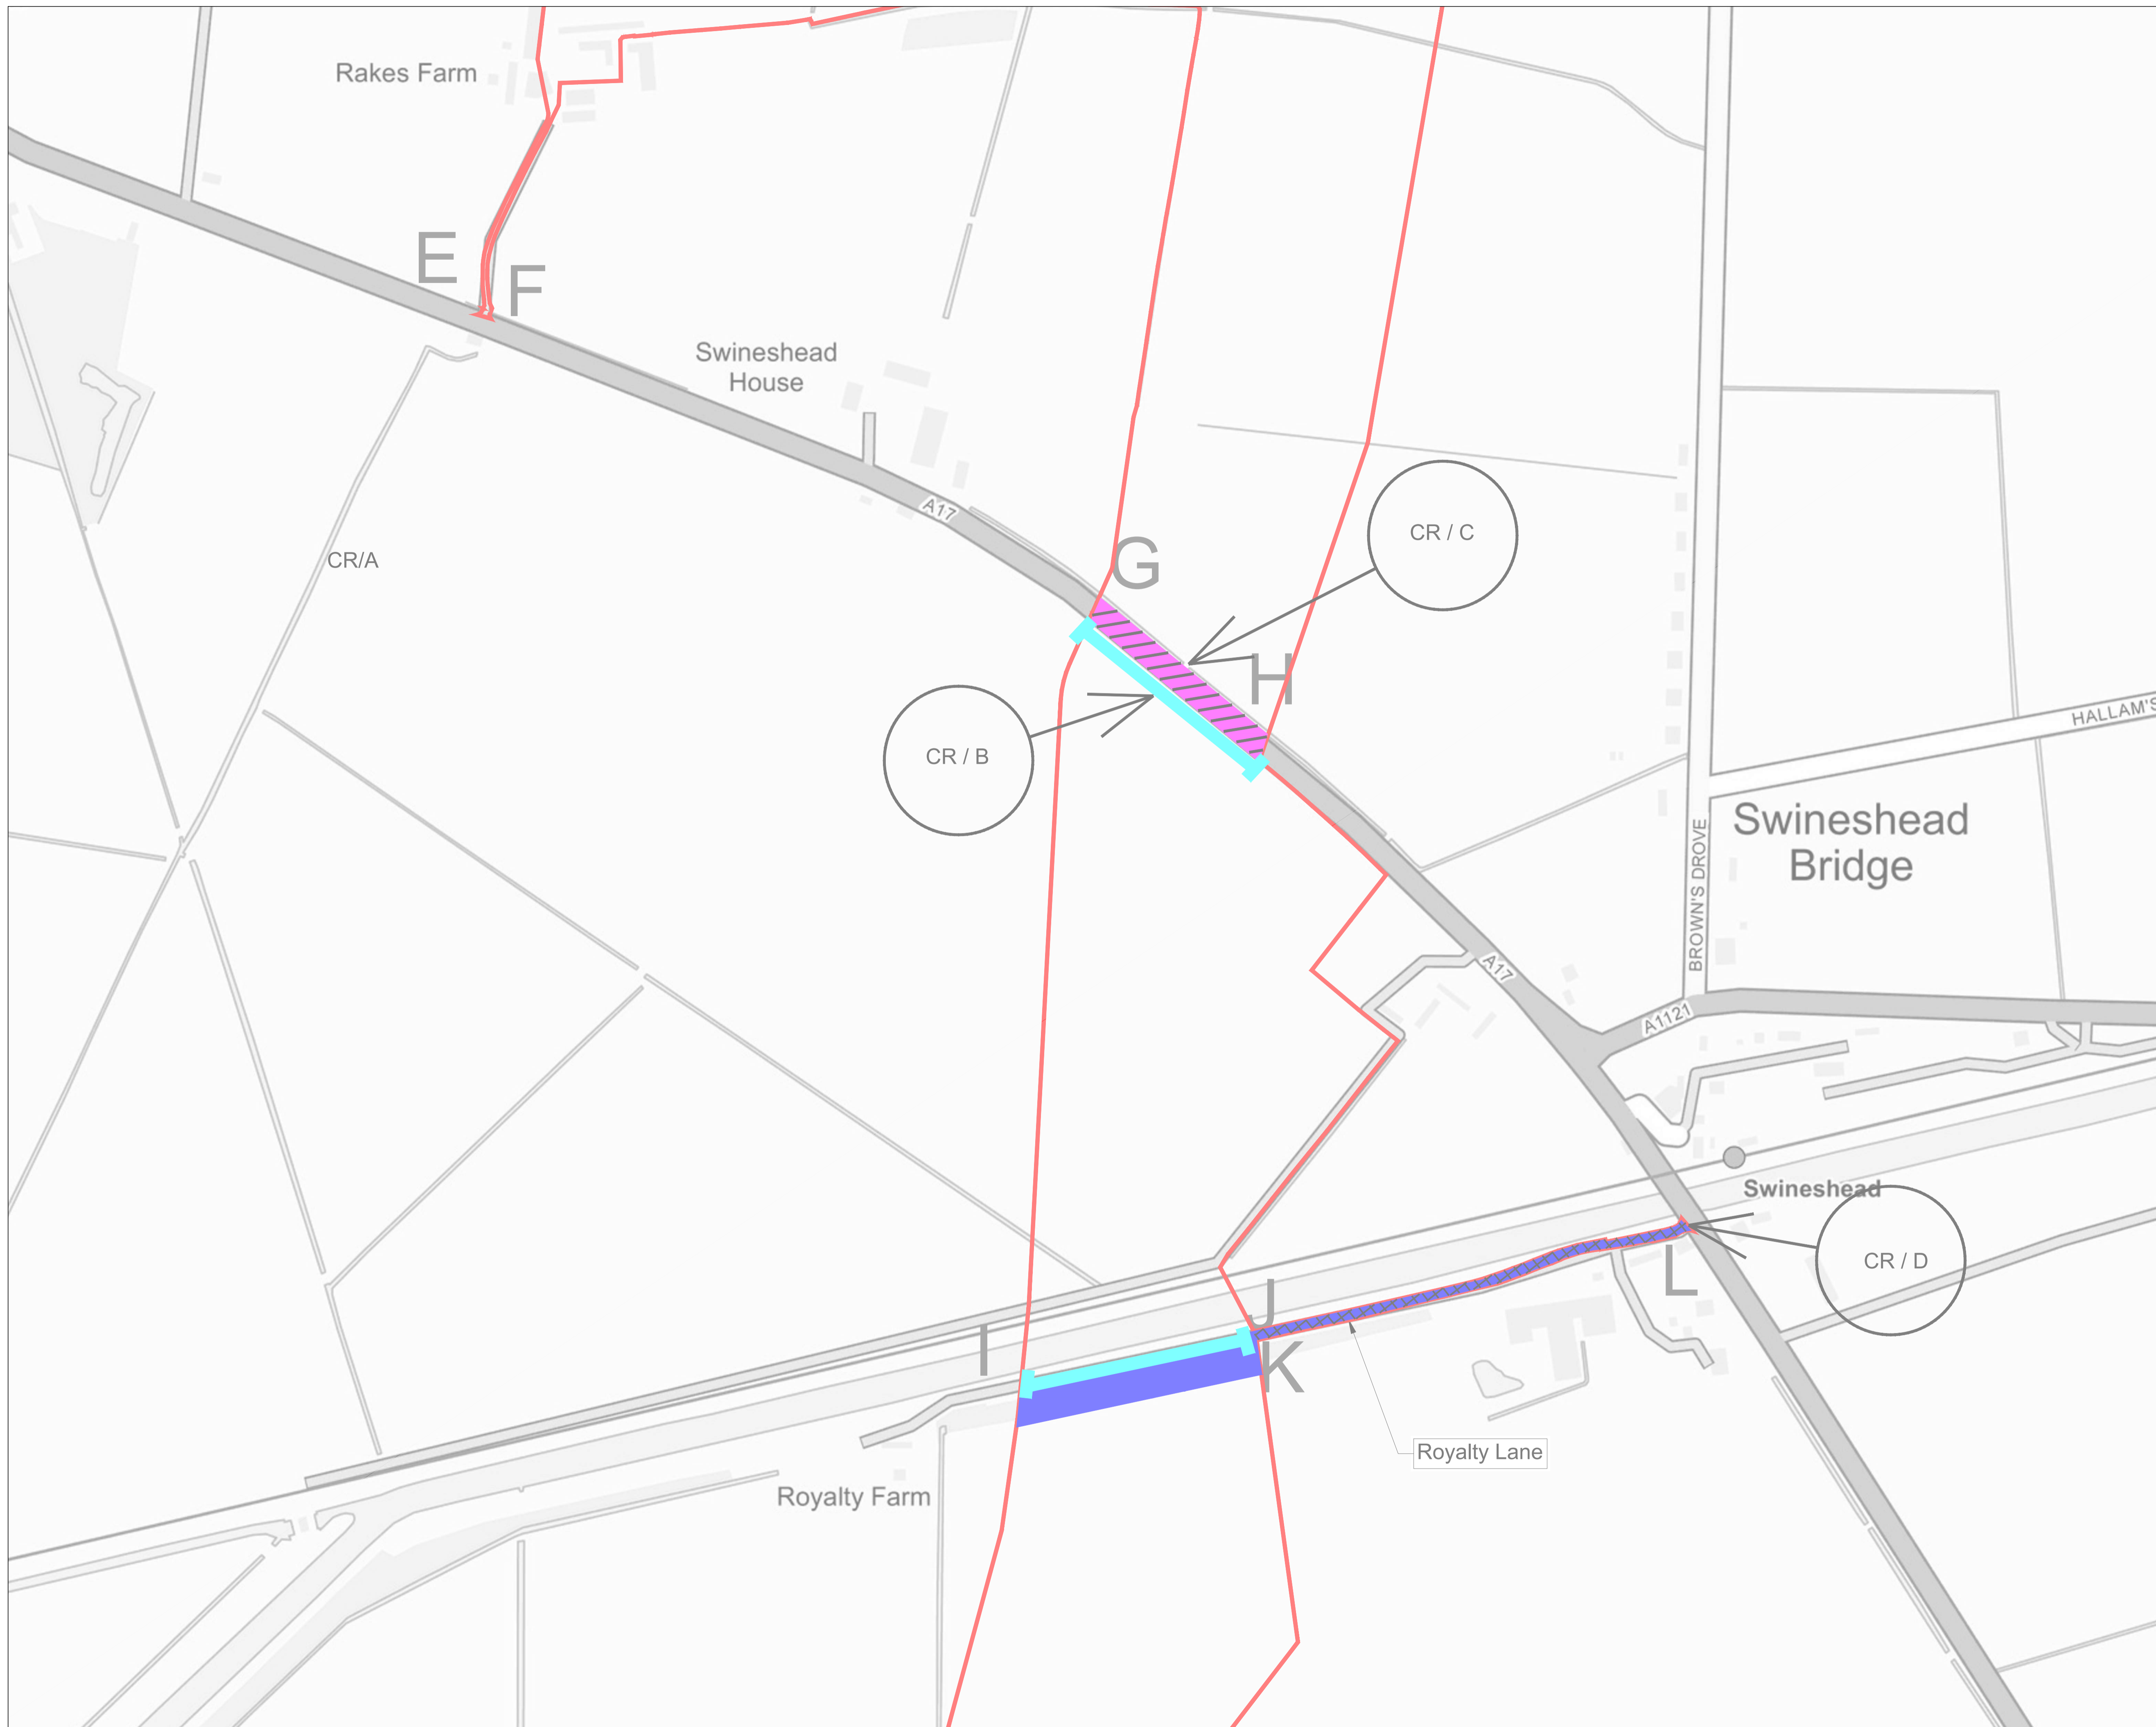 Rakes Farm
E
F
Swineshead
House
A17
CR / C
G
CR/A
H
HALLAM'S
CR / B
Swineshead
Bridge
BROWN'S DROVE
A17
A1121
Swineshead
CR / D
L
J
I
K
Royalty Lane
Royalty Farm